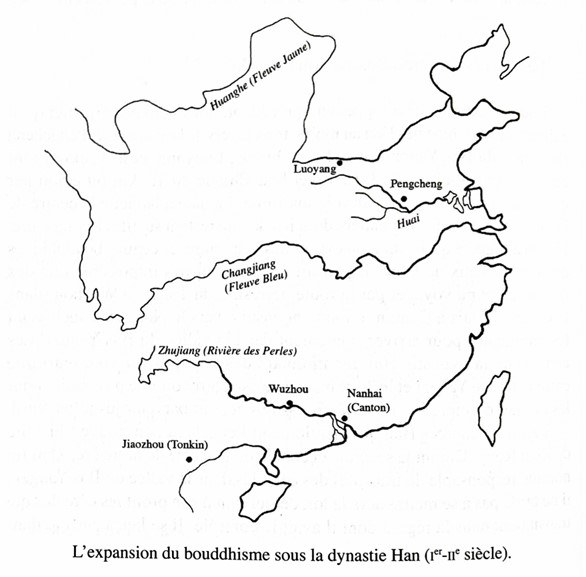 Huanghe (Fleuve Jaune)
Luoyang
Pengcheng
Huai
Changjiang
(Fleuve Bleu)
Zhujiang (Rivière des Perles)
Wuzhou
Nanhai
(Canton)
Jiaozhou (Tonkin)
L'expansion du bouddhisme sous la dynastie Han (Iᵉʳ-IIᵉ siècle).